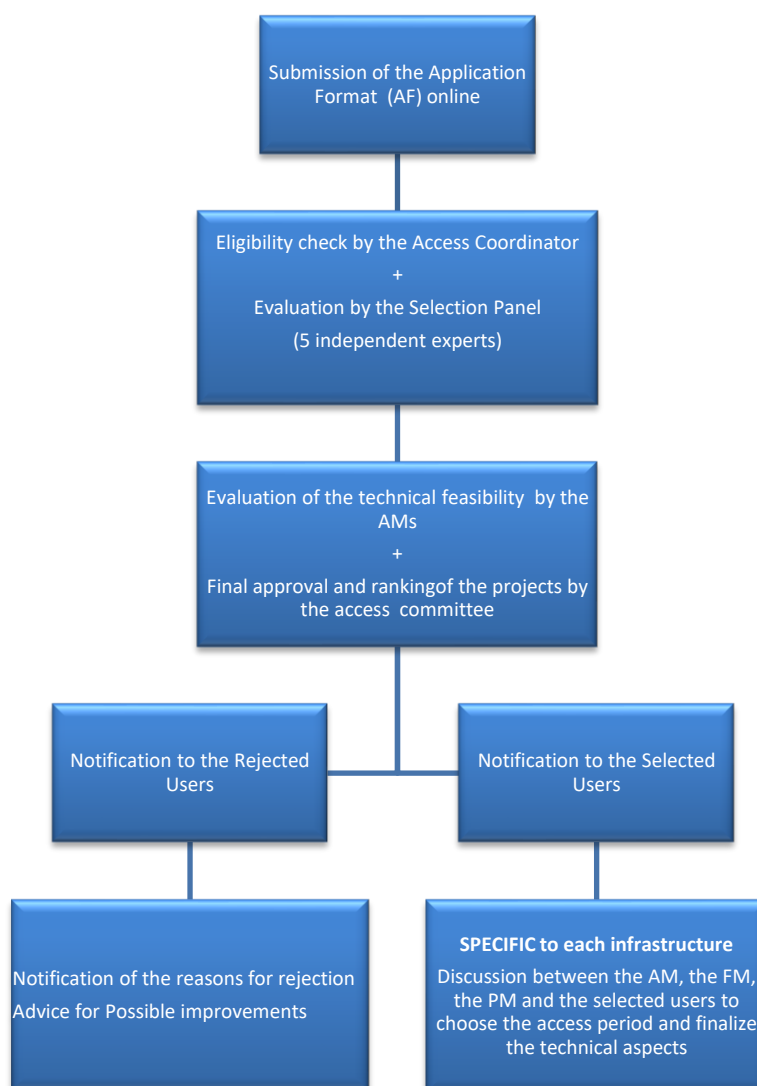 Submission of the Application
Format (AF) online
Eligibility check by the Access Coordinator
+
Evaluation by the Selection Panel
(5 independent experts)
Evaluation of the technical feasibility by the
AMs
+
Final approval and rankingof the projects by
the access committee
Notification to the Rejected
Users
Notification to the Selected
Users
Notification of the reasons for rejection
Advice for Possible improvements
SPECIFIC to each infrastructure
Discussion between the AM, the FM,
the PM and the selected users to
choose the access period and finalize
the technical aspects